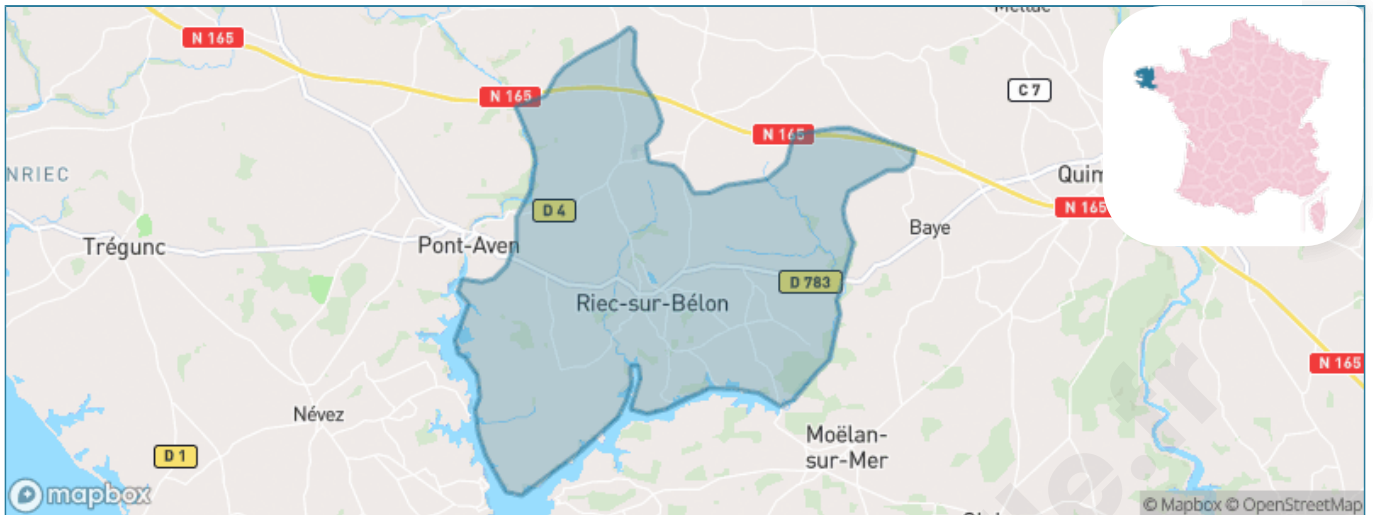 N 165
C 7
N 165
N 165
NRIEC
Quim
N 165
D 4
Baye
Trégunc
Pont-Aven
D 783
Riec-sur-Bélon
N 165
Névez
Moëlan-
sur-Mer
D 1
mapbox
© Mapbox © OpenStreetMap